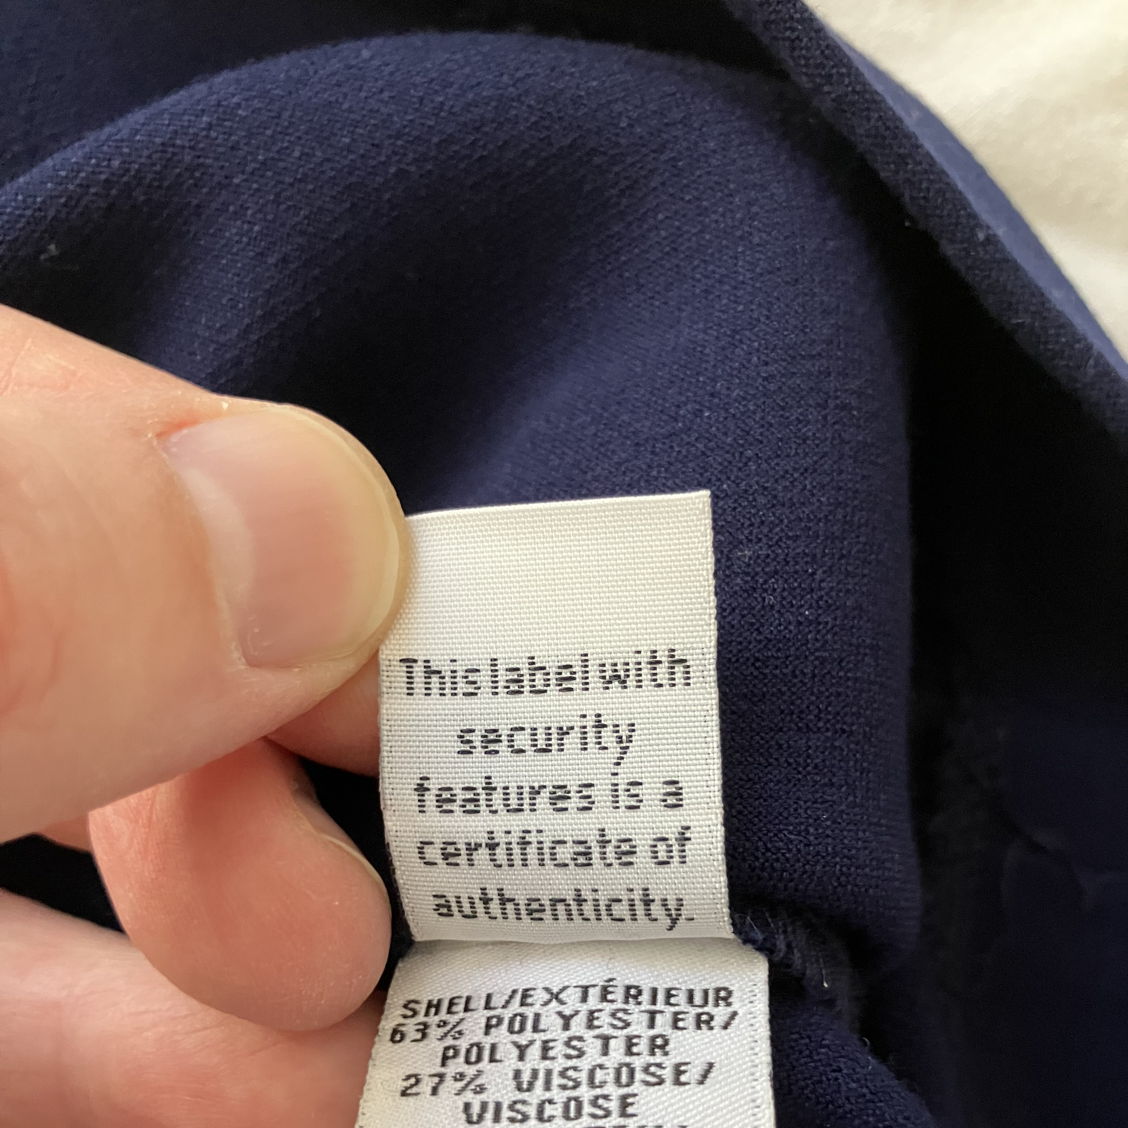 This label with
security
features is a
certificate of
authenticity.
SHELL/EXTÉRIEUR
63% POLYESTER/
POLYESTER
27% VISCOSE/
VISCOSE